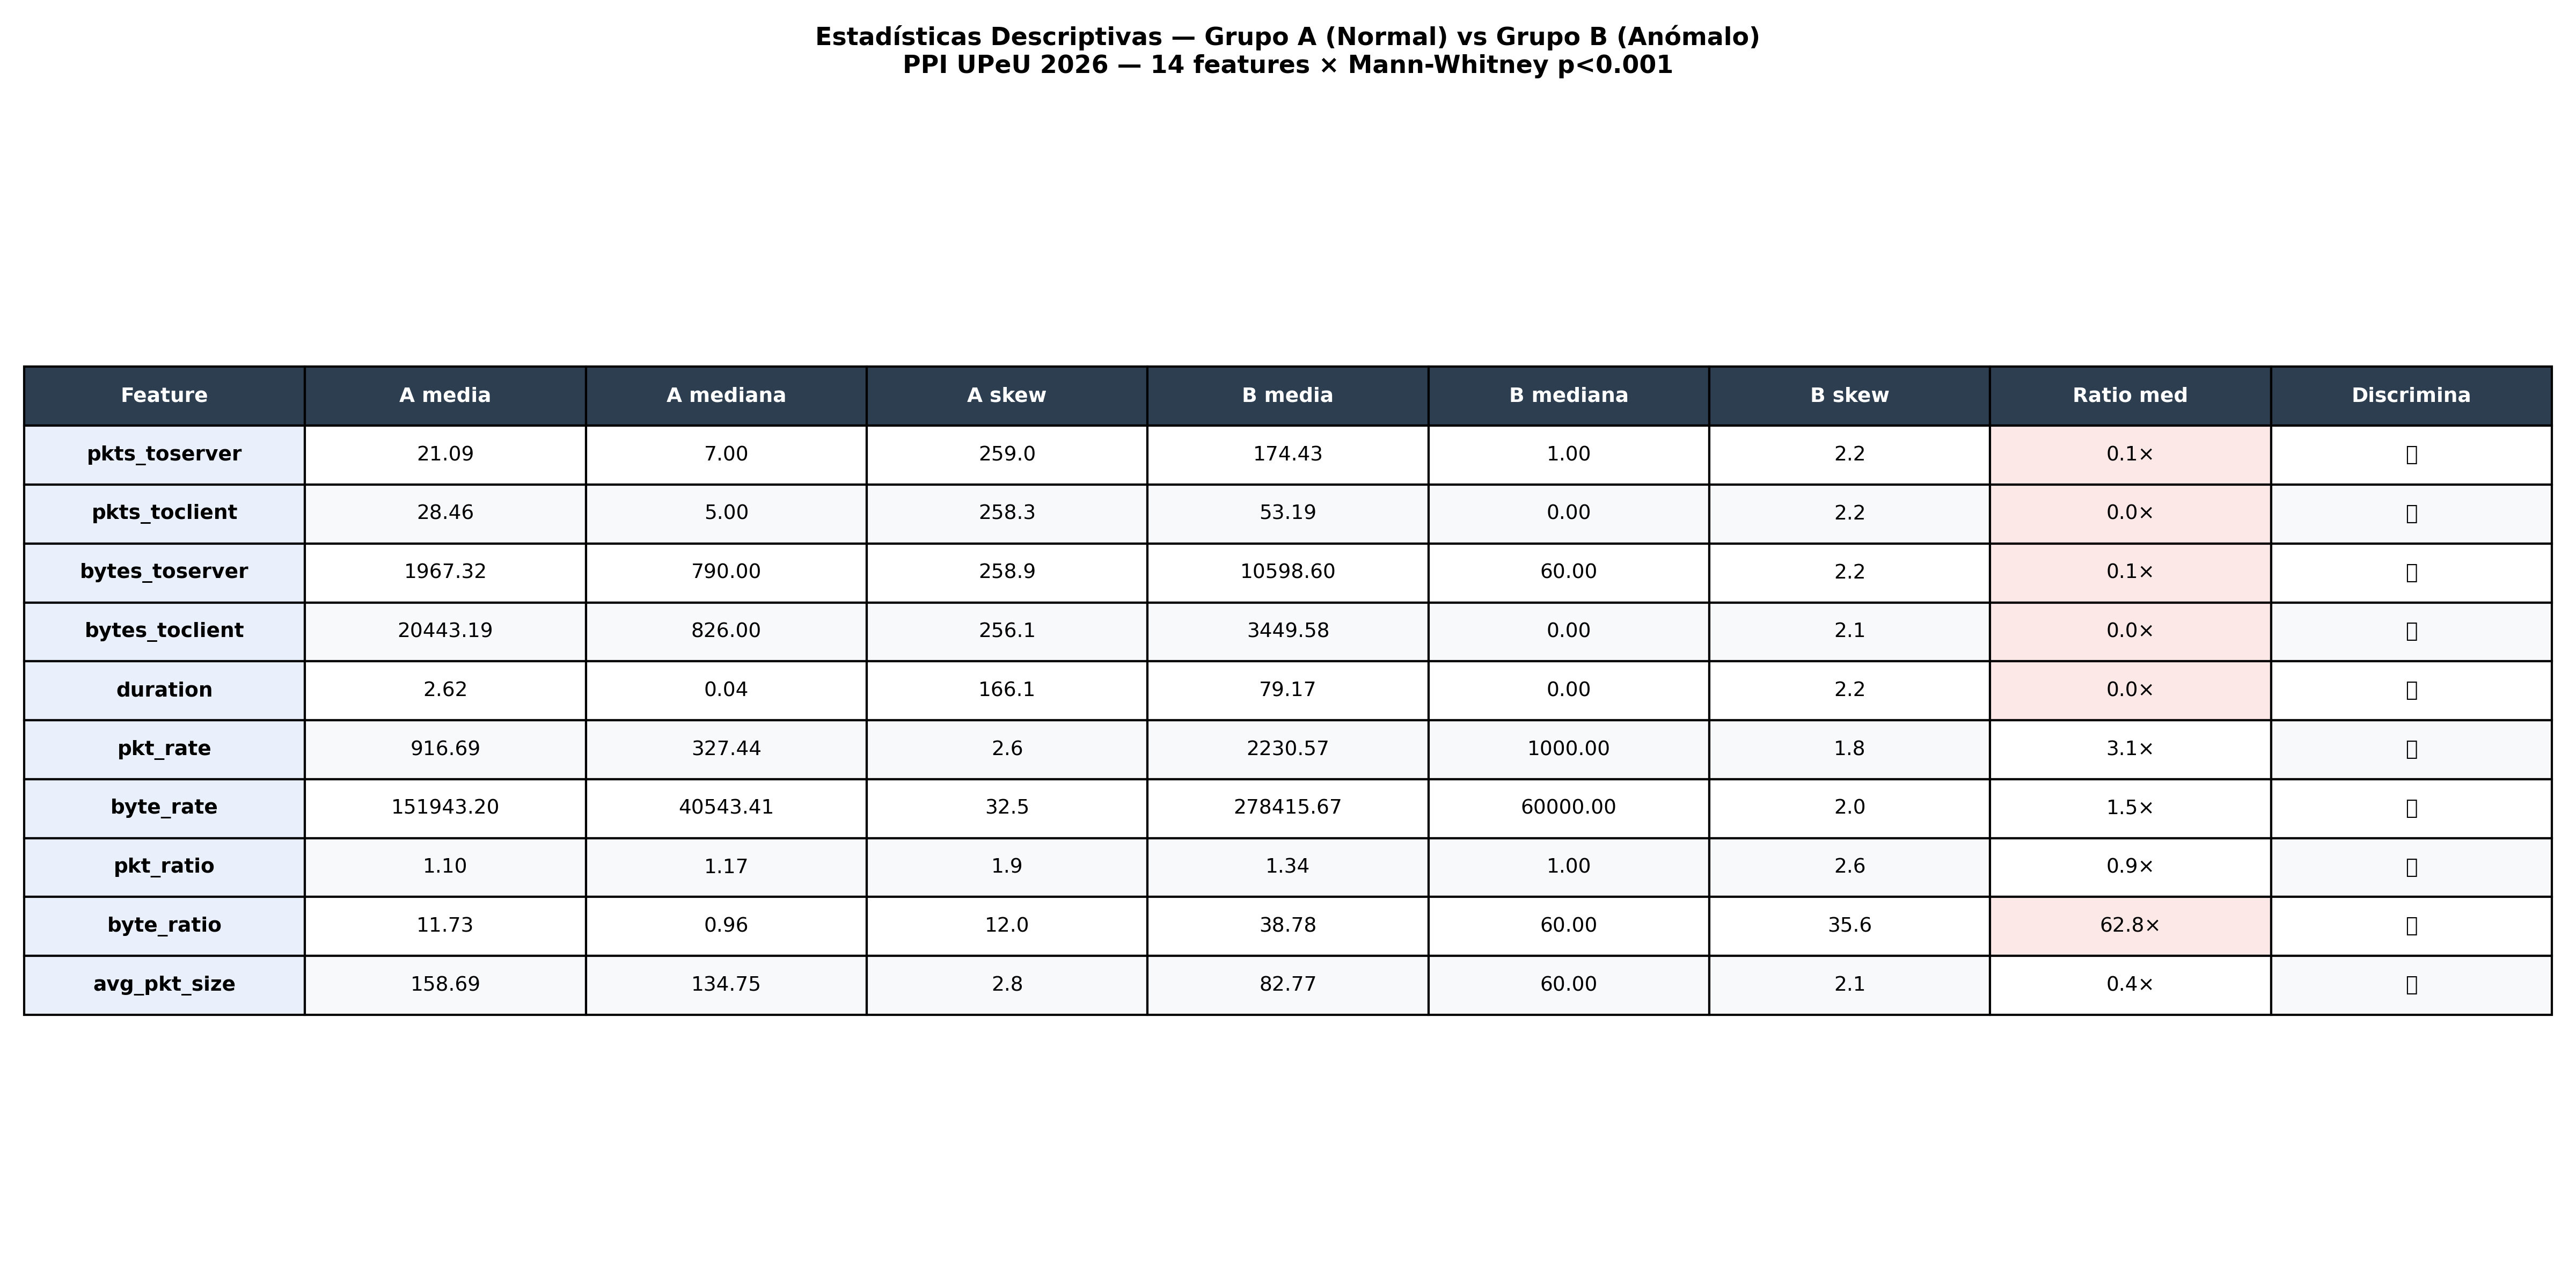 Estadísticas Descriptivas — Grupo A (Normal) vs Grupo B (Anómalo)
PPI UPeU 2026 — 14 features × Mann-Whitney p<0.001
Feature A media A mediana A skew B media B mediana B skew Ratio med Discrimina
pkts_toserver 21.09 7.00 259.0 174.43 1.00 2.2 0.1×
pkts_toclient 28.46 5.00 258.3 53.19 0.00 2.2 0.0×
bytes_toserver 1967.32 790.00 258.9 10598.60 60.00 2.2 0.1×
bytes_toclient 20443.19 826.00 256.1 3449.58 0.00 2.1 0.0×
duration 2.62 0.04 166.1 79.17 0.00 2.2 0.0×
pkt_rate 916.69 327.44 2.6 2230.57 1000.00 1.8 3.1×
byte_rate 151943.20 40543.41 32.5 278415.67 60000.00 2.0 1.5×
pkt_ratio 1.10 1.17 1.9 1.34 1.00 2.6 0.9×
byte_ratio 11.73 0.96 12.0 38.78 60.00 35.6 62.8×
avg_pkt_size 158.69 134.75 2.8 82.77 60.00 2.1 0.4×